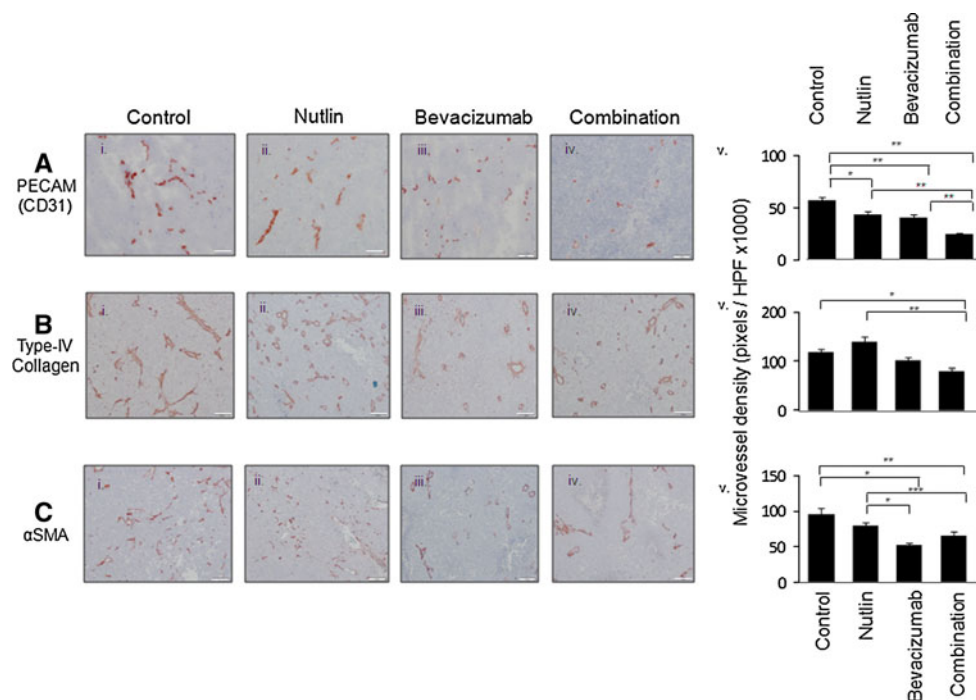 Control Nutlin Bevacizumab Combination
Control
Nutlin
Bevacizumab
Combination
A
PECAM
(CD31)
i. ii. iii. iv. v.
100
50
0
** ** * ** **
B
Type-IV
Collagen
i. ii. iii. iv. v.
200
100
0
* **
C
αSMA
i. ii. iii. iv. v.
150
100
50
0
** * *** *
Microvessel density (pixels / HPF x1000)
Control
Nutlin
Bevacizumab
Combination